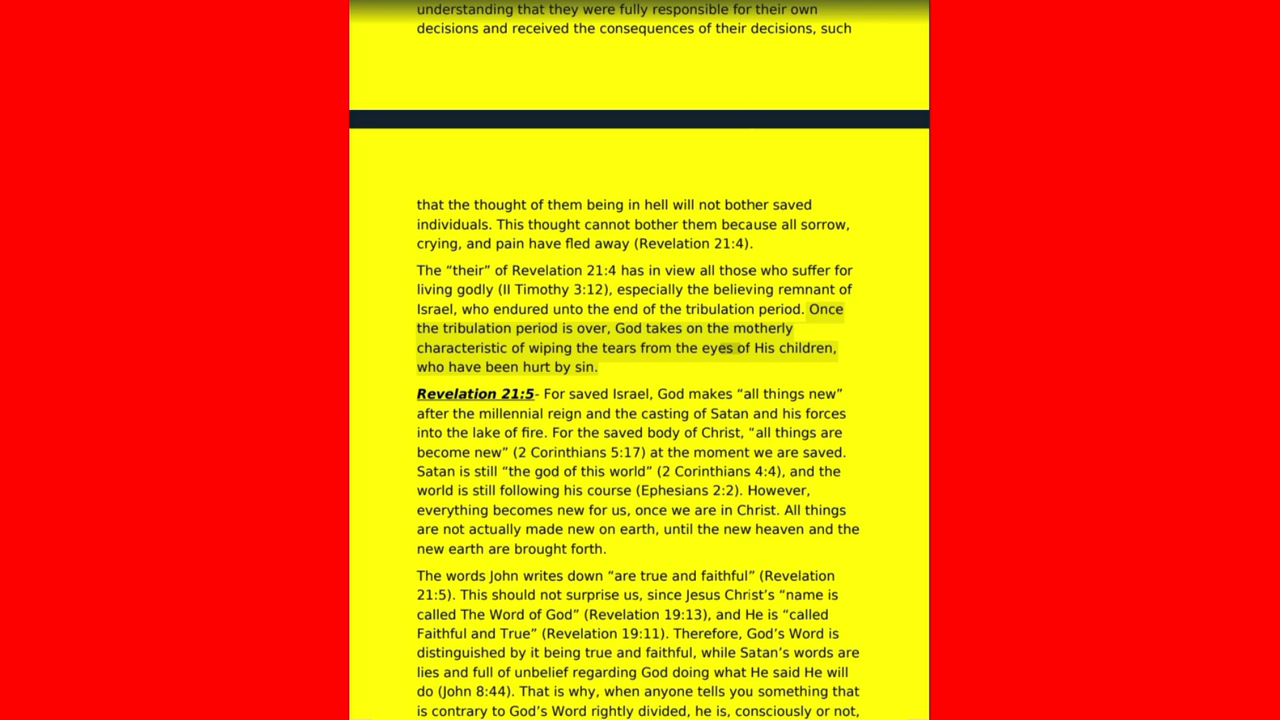 understanding that they were fully responsible for their own
decisions and received the consequences of their decisions, such
that the thought of them being in hell will not bother saved
individuals. This thought cannot bother them because all sorrow,
crying, and pain have fled away (Revelation 21:4).
The “their” of Revelation 21:4 has in view all those who suffer for
living godly (II Timothy 3:12), especially the believing remnant of
Israel, who endured unto the end of the tribulation period. Once
the tribulation period is over, God takes on the motherly
characteristic of wiping the tears from the eyes of His children,
who have been hurt by sin.
Revelation 21:5- For saved Israel, God makes “all things new”
after the millennial reign and the casting of Satan and his forces
into the lake of fire. For the saved body of Christ, “all things are
become new” (2 Corinthians 5:17) at the moment we are saved.
Satan is still “the god of this world” (2 Corinthians 4:4), and the
world is still following his course (Ephesians 2:2). However,
everything becomes new for us, once we are in Christ. All things
are not actually made new on earth, until the new heaven and the
new earth are brought forth.
The words John writes down “are true and faithful” (Revelation
21:5). This should not surprise us, since Jesus Christ’s “name is
called The Word of God” (Revelation 19:13), and He is “called
Faithful and True” (Revelation 19:11). Therefore, God’s Word is
distinguished by it being true and faithful, while Satan’s words are
lies and full of unbelief regarding God doing what He said He will
do (John 8:44). That is why, when anyone tells you something that
is contrary to God’s Word rightly divided, he is, consciously or not,